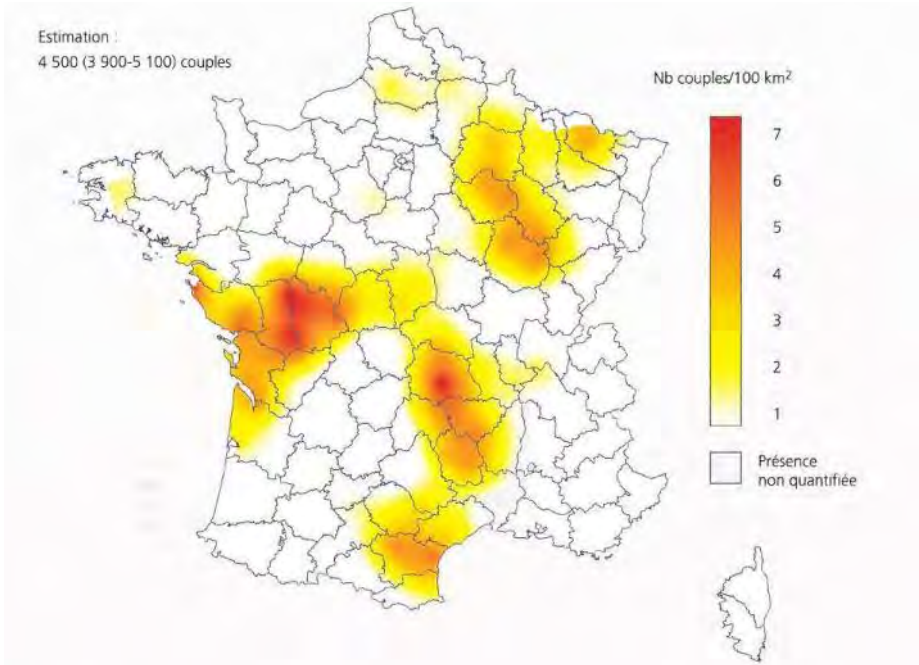 Estimation :
4 500 (3 900-5 100) couples
Nb couples/100 km²
7
6
5
4
3
2
1
Présence
non quantifiée